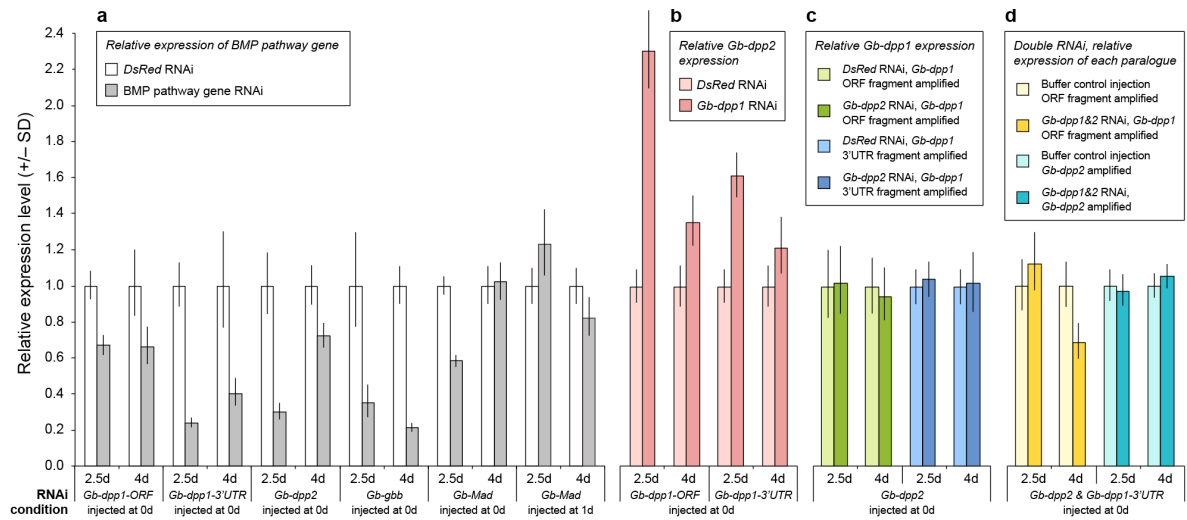 a
b
c
d
Relative expression level (+/– SD)
2.4
2.2
2.0
1.8
1.6
1.4
1.2
1.0
0.8
0.6
0.4
0.2
0.0
Relative expression of BMP pathway gene
DsRed RNAi
BMP pathway gene RNAi
Relative Gb-dpp2
expression
DsRed RNAi
Gb-dpp1 RNAi
Relative Gb-dpp1 expression
DsRed RNAi, Gb-dpp1
ORF fragment amplified
Gb-dpp2 RNAi, Gb-dpp1
ORF fragment amplified
DsRed RNAi, Gb-dpp1
3'UTR fragment amplified
Gb-dpp2 RNAi, Gb-dpp1
3'UTR fragment amplified
Double RNAi, relative
expression of each paralogue
Buffer control injection
ORF fragment amplified
Gb-dpp1&2 RNAi, Gb-dpp1
ORF fragment amplified
Buffer control injection
Gb-dpp2 amplified
Gb-dpp1&2 RNAi,
Gb-dpp2 amplified
2.5d 4d 2.5d 4d 2.5d 4d 2.5d 4d 2.5d 4d 2.5d 4d 2.5d 4d 2.5d 4d 2.5d 4d 2.5d 4d 2.5d 4d 2.5d 4d
RNAi Gb-dpp1-ORF Gb-dpp1-3'UTR Gb-dpp2 Gb-gbb Gb-Mad Gb-Mad Gb-dpp1-ORF Gb-dpp1-3'UTR Gb-dpp2 Gb-dpp2 & Gb-dpp1-3'UTR
condition injected at 0d injected at 0d injected at 0d injected at 0d injected at 0d injected at 1d injected at 0d injected at 0d injected at 0d